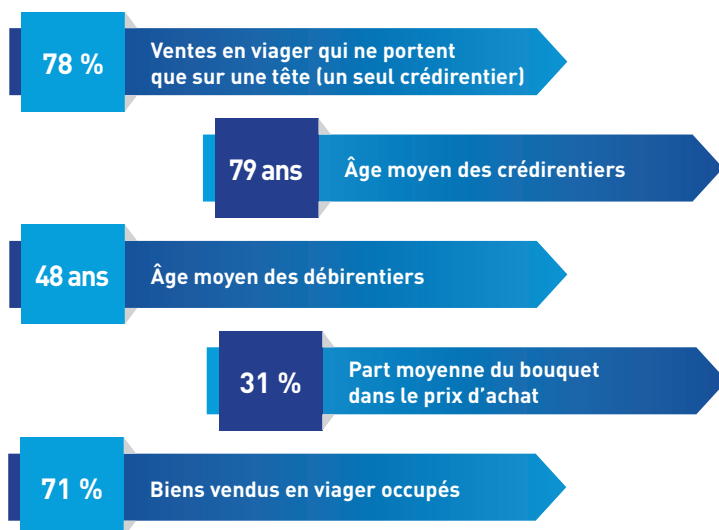 78 %
Ventes en viager qui ne portent
que sur une tête (un seul crédirentier)
79 ans
Âge moyen des crédirentiers
48 ans
Âge moyen des débirentiers
31 %
Part moyenne du bouquet
dans le prix d’achat
71 %
Biens vendus en viager occupés